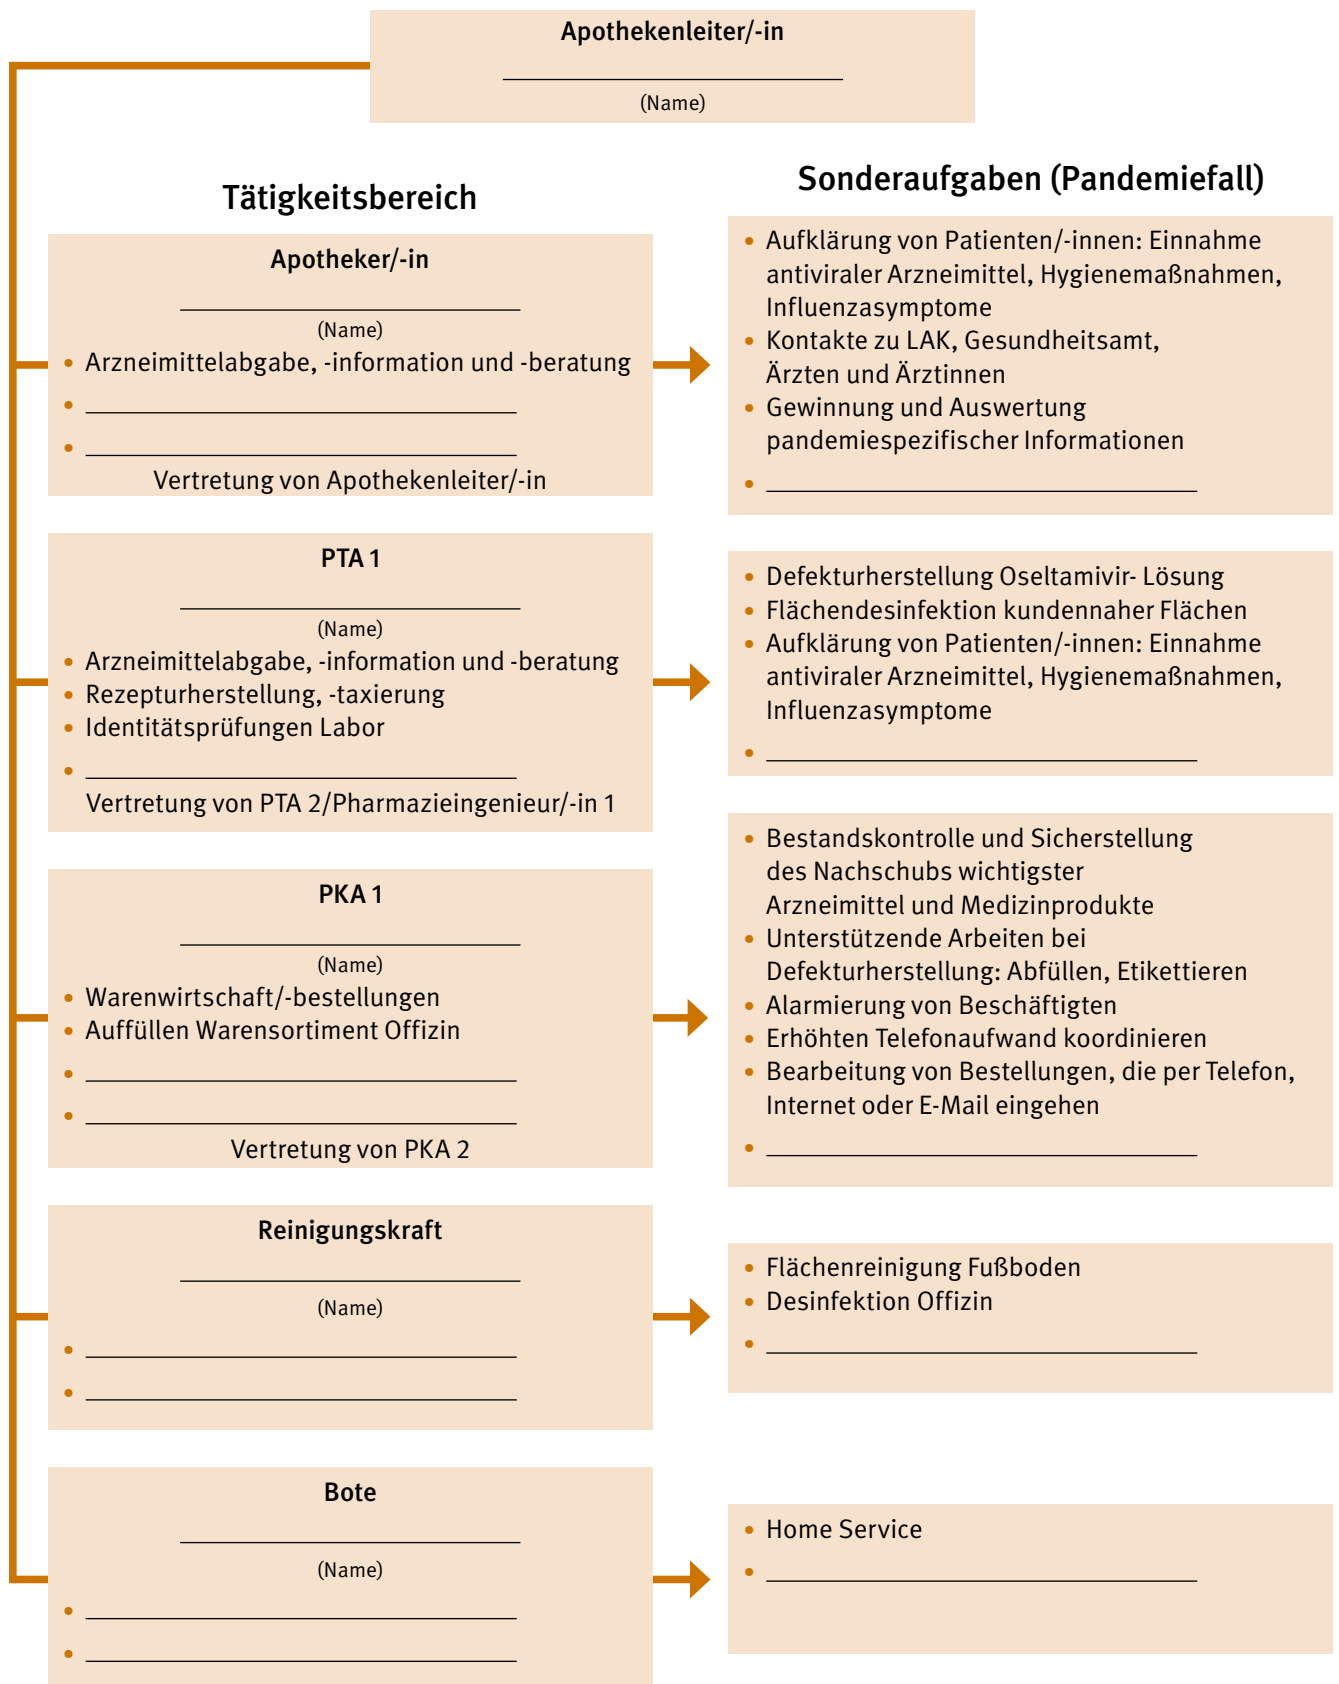 Apothekenleiter/-in
(Name)
Tätigkeitsbereich
Sonderaufgaben (Pandemiefall)
Apotheker/-in
(Name)
• Arzneimittelabgabe, -information und -beratung
•
•
Vertretung von Apothekenleiter/-in
• Aufklärung von Patienten/-innen: Einnahme
antiviraler Arzneimittel, Hygienemaßnahmen,
Influenzasymptome
• Kontakte zu LAK, Gesundheitsamt,
Ärzten und Ärztinnen
• Gewinnung und Auswertung
pandemiespezifischer Informationen
•
PTA 1
(Name)
• Arzneimittelabgabe, -information und -beratung
• Rezepturherstellung, -taxierung
• Identitätsprüfungen Labor
•
Vertretung von PTA 2/Pharmazieingenieur/-in 1
• Defekturherstellung Oseltamivir- Lösung
• Flächendesinfektion kundennaher Flächen
• Aufklärung von Patienten/-innen: Einnahme
antiviraler Arzneimittel, Hygienemaßnahmen,
Influenzasymptome
•
PKA 1
(Name)
• Warenwirtschaft/-bestellungen
• Auffüllen Warensortiment Offizin
•
•
Vertretung von PKA 2
• Bestandskontrolle und Sicherstellung
des Nachschubs wichtigster
Arzneimittel und Medizinprodukte
• Unterstützende Arbeiten bei
Defekturherstellung: Abfüllen, Etikettieren
• Alarmierung von Beschäftigten
• Erhöhten Telefonaufwand koordinieren
• Bearbeitung von Bestellungen, die per Telefon,
Internet oder E-Mail eingehen
•
Reinigungskraft
(Name)
•
•
• Flächenreinigung Fußboden
• Desinfektion Offizin
•
Bote
(Name)
•
•
• Home Service
•